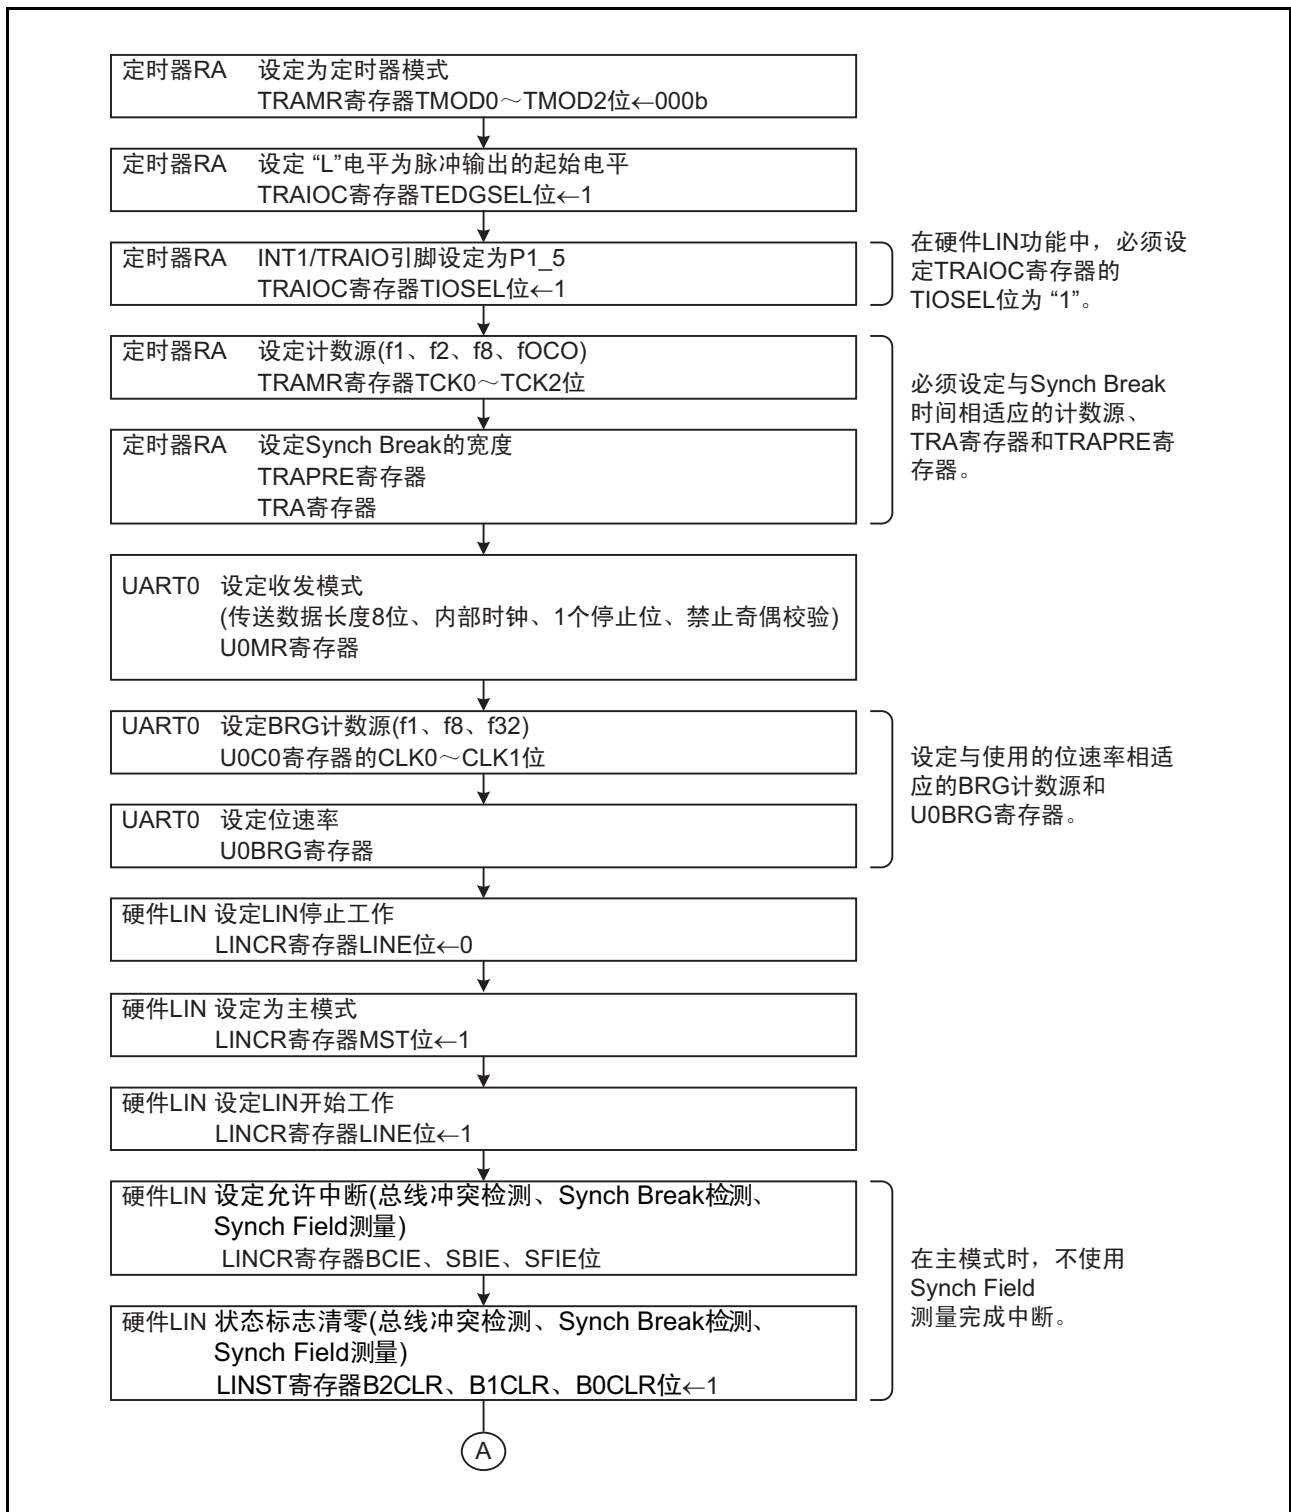 定时器RA 设定为定时器模式
TRAMR寄存器TMOD0～TMOD2位←000b
定时器RA 设定 “L”电平为脉冲输出的起始电平
TRAIOC寄存器TEDGSEL位←1
定时器RA INT1/TRAIO引脚设定为P1_5
TRAIOC寄存器TIOSEL位←1
在硬件LIN功能中，必须设
定TRAIOC寄存器的
TIOSEL位为 “1”。
定时器RA 设定计数源(f1、f2、f8、fOCO)
TRAMR寄存器TCK0～TCK2位
定时器RA 设定Synch Break的宽度
TRAPRE寄存器
TRA寄存器
必须设定与Synch Break
时间相适应的计数源、
TRA寄存器和TRAPRE寄
存器。
UART0 设定收发模式
(传送数据长度8位、内部时钟、1个停止位、禁止奇偶校验)
U0MR寄存器
UART0 设定BRG计数源(f1、f8、f32)
U0C0寄存器的CLK0～CLK1位
UART0 设定位速率
U0BRG寄存器
设定与使用的位速率相适
应的BRG计数源和
U0BRG寄存器。
硬件LIN 设定LIN停止工作
LINCR寄存器LINE位←0
硬件LIN 设定为主模式
LINCR寄存器MST位←1
硬件LIN 设定LIN开始工作
LINCR寄存器LINE位←1
硬件LIN 设定允许中断(总线冲突检测、Synch Break检测、
Synch Field测量)
LINCR寄存器BCIE、SBIE、SFIE位
硬件LIN 状态标志清零(总线冲突检测、Synch Break检测、
Synch Field测量)
LINST寄存器B2CLR、B1CLR、B0CLR位←1
在主模式时，不使用
Synch Field
测量完成中断。
A